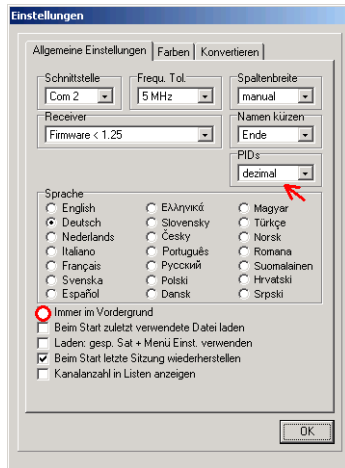 Einstellungen
Allgemeine Einstellungen Farben Konvertieren
Schnittstelle Frequ. Tol. Spaltenbreite
Com 2 5 MHz manual
Receiver Namen kürzen
Firmware < 1.25 Ende
PIDs
dezimal
Sprache
English Ελληνικά Magyar
Deutsch Slovensky Türkçe
Nederlands Česky Norsk
Italiano Português Romana
Français Русский Suomalainen
Svenska Polski Hrvatski
Español Dansk Srpski
Immer im Vordergrund
Beim Start zuletzt verwendete Datei laden
Laden: gesp. Sat + Menü Einst. verwenden
Beim Start letzte Sitzung wiederherstellen
Kanalanzahl in Listen anzeigen
OK